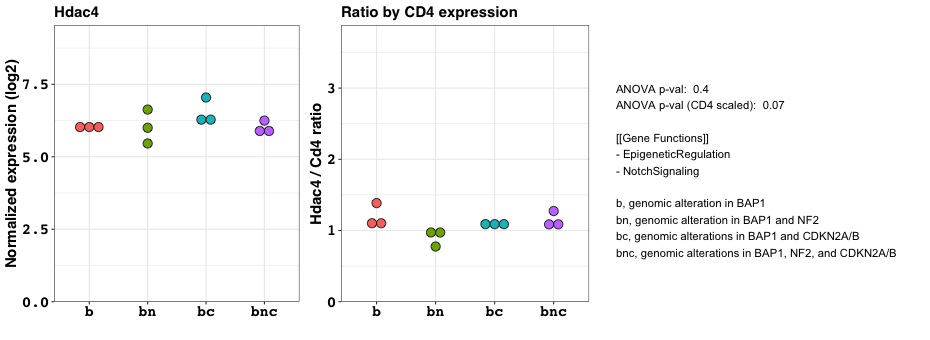 Hdac4
Normalized expression (log2)
7.5
5.0
2.5
0.0
b bn bc bnc
Ratio by CD4 expression
Hdac4 / Cd4 ratio
3
2
1
0
b bn bc bnc
ANOVA p-val: 0.4
ANOVA p-val (CD4 scaled): 0.07
[[Gene Functions]]
- EpigeneticRegulation
- NotchSignaling
b, genomic alteration in BAP1
bn, genomic alteration in BAP1 and NF2
bc, genomic alterations in BAP1 and CDKN2A/B
bnc, genomic alterations in BAP1, NF2, and CDKN2A/B